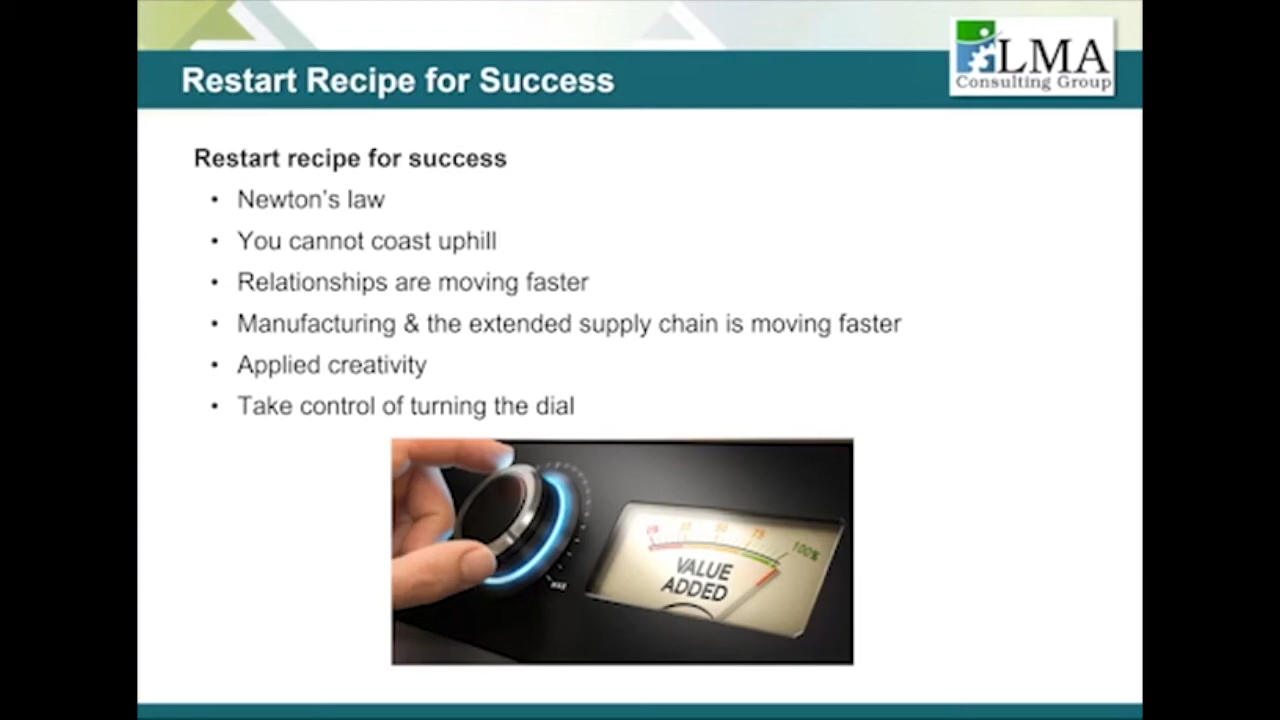 LMA
Consulting Group
Restart Recipe for Success
Restart recipe for success
• Newton's law
• You cannot coast uphill
• Relationships are moving faster
• Manufacturing & the extended supply chain is moving faster
• Applied creativity
• Take control of turning the dial
75
100%
VALUE
ADDED
MAX